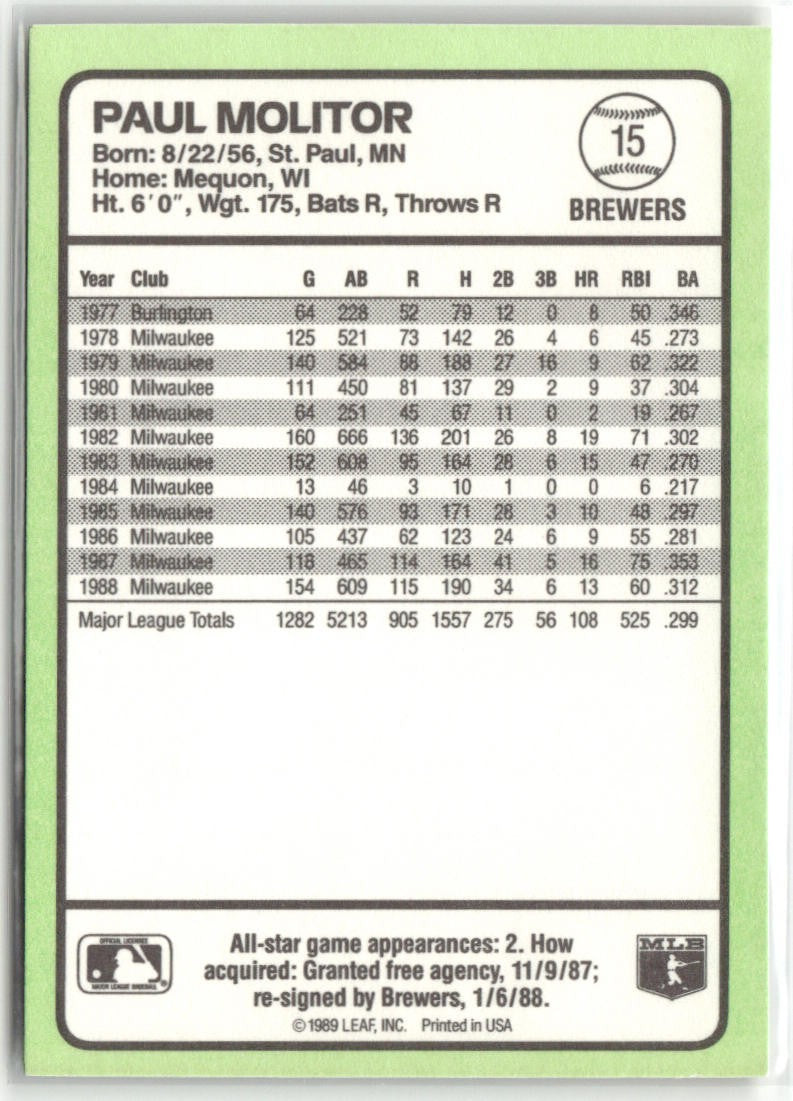 PAUL MOLITOR
Born: 8/22/56, St. Paul, MN
Home: Mequon, WI
Ht. 6'0", Wgt. 175, Bats R, Throws R
15
BREWERS
Year Club G AB R H 2B 3B HR RBI BA
1977 Burlington 64 228 52 79 12 0 8 50 .346
1978 Milwaukee 125 521 73 142 26 4 6 45 .273
1979 Milwaukee 140 584 88 188 27 16 9 62 .322
1980 Milwaukee 111 450 81 137 29 2 9 37 .304
1981 Milwaukee 64 251 45 67 11 0 2 19 .267
1982 Milwaukee 160 666 136 201 26 8 19 71 .302
1983 Milwaukee 152 608 95 164 28 6 15 47 .270
1984 Milwaukee 13 46 3 10 1 0 0 6 .217
1985 Milwaukee 140 576 93 171 28 3 10 48 .297
1986 Milwaukee 105 437 62 123 24 6 9 55 .281
1987 Milwaukee 118 465 114 164 41 5 16 75 .353
1988 Milwaukee 154 609 115 190 34 6 13 60 .312
Major League Totals 1282 5213 905 1557 275 56 108 525 .299
OFFICIAL LICENSEE
MAJOR LEAGUE BASEBALL ®
All-star game appearances: 2. How
acquired: Granted free agency, 11/9/87;
re-signed by Brewers, 1/6/88.
© 1989 LEAF, INC. Printed in USA
MLB